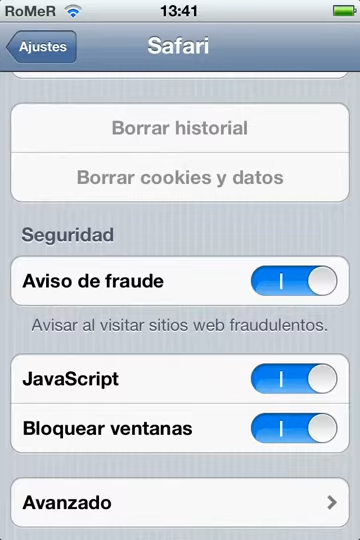 RoMeR 13:41
Ajustes Safari
Borrar historial
Borrar cookies y datos
Seguridad
Aviso de fraude
Avisar al visitar sitios web fraudulentos.
JavaScript
Bloquear ventanas
Avanzado